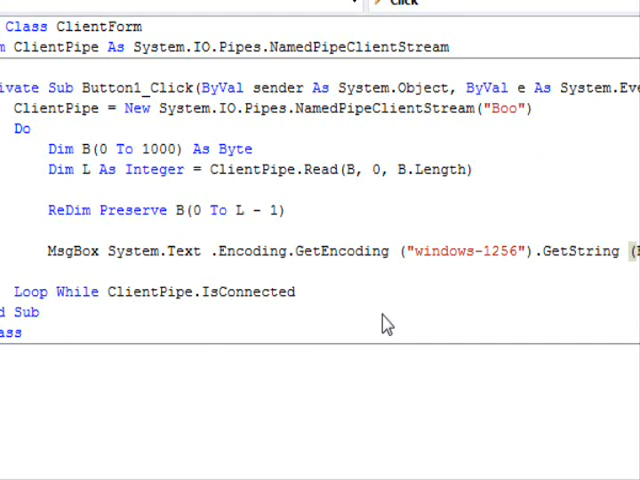 Click
Class ClientForm
ClientPipe As System.IO.Pipes.NamedPipeClientStream
ivate Sub Button1_Click(ByVal sender As System.Object, ByVal e As System.Eve
ClientPipe = New System.IO.Pipes.NamedPipeClientStream("Boo")
Do
Dim B(0 To 1000) As Byte
Dim L As Integer = ClientPipe.Read(B, 0, B.Length)
ReDim Preserve B(0 To L - 1)
MsgBox System.Text .Encoding.GetEncoding ("windows-1256").GetString (
Loop While ClientPipe.IsConnected
d Sub
ass